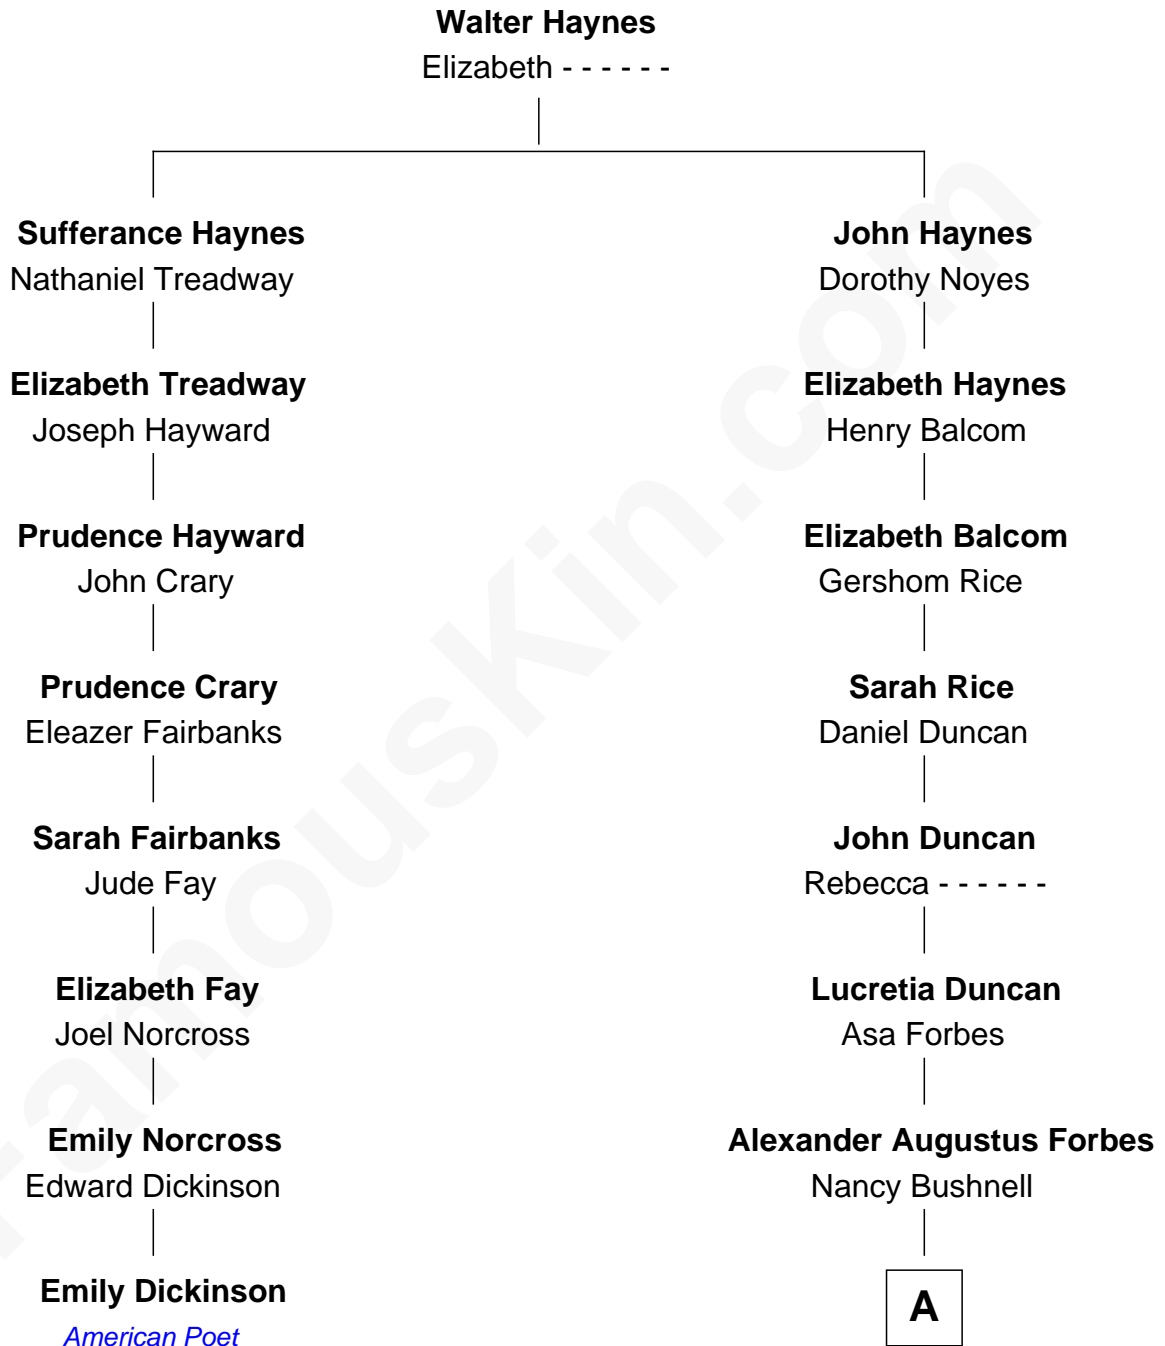 Walter Haynes
Elizabeth - - - - - -
Sufferance Haynes
Nathaniel Treadway
John Haynes
Dorothy Noyes
Elizabeth Treadway
Joseph Hayward
Elizabeth Haynes
Henry Balcom
Prudence Hayward
John Crary
Elizabeth Balcom
Gershom Rice
Prudence Crary
Eleazer Fairbanks
Sarah Rice
Daniel Duncan
Sarah Fairbanks
Jude Fay
John Duncan
Rebecca - - - - - -
Elizabeth Fay
Joel Norcross
Lucretia Duncan
Asa Forbes
Emily Norcross
Edward Dickinson
Alexander Augustus Forbes
Nancy Bushnell
Emily Dickinson
American Poet
A
FamousKin.com